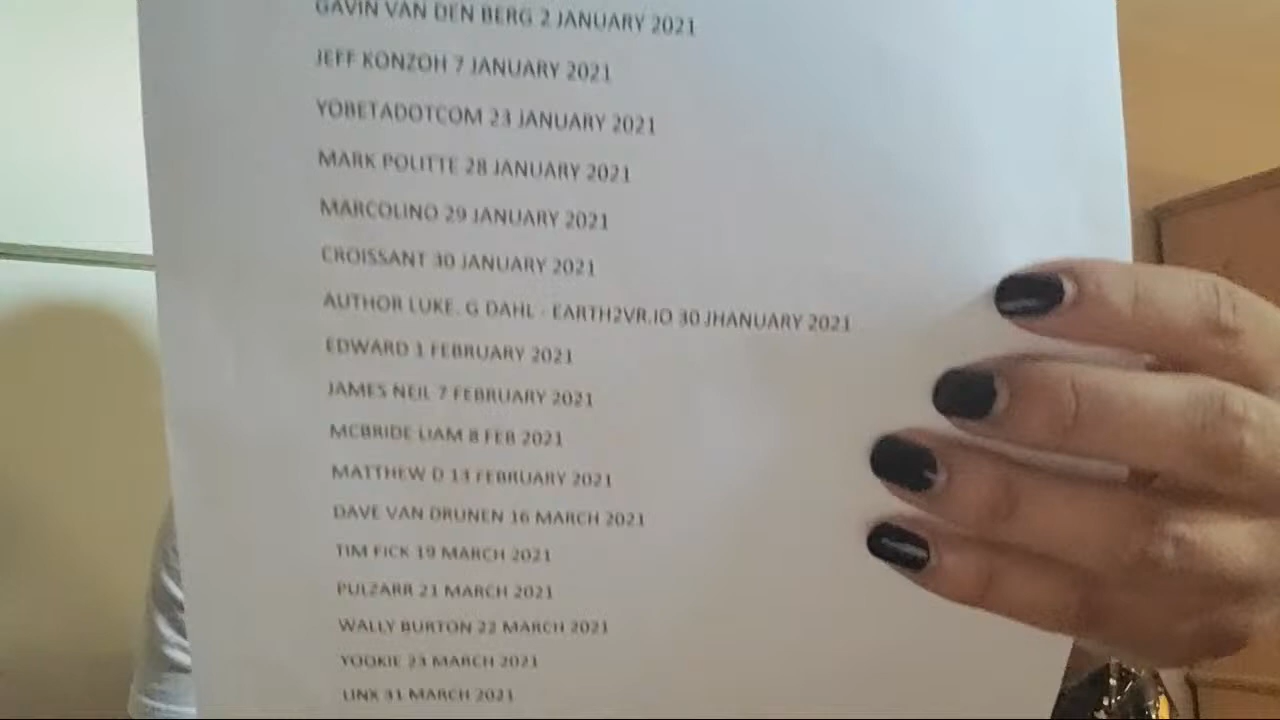 GAVIN VAN DEN BERG 2 JANUARY 2021
JEFF KONZOH 7 JANUARY 2021
YOBETADOTCOM 23 JANUARY 2021
MARK POLITTE 28 JANUARY 2021
MARCOLINO 29 JANUARY 2021
CROISSANT 30 JANUARY 2021
AUTHOR LUKE. G DAHL - EARTH2VR.IO 30 JHANUARY 2021
EDWARD 1 FEBRUARY 2021
JAMES NEIL 7 FEBRUARY 2021
MCBRIDE LIAM 8 FEB 2021
MATTHEW D 13 FEBRUARY 2021
DAVE VAN DRUNEN 16 MARCH 2021
TIM FICK 19 MARCH 2021
PULZARR 21 MARCH 2021
WALLY BURTON 22 MARCH 2021
YOOKIE 23 MARCH 2021
LINX 31 MARCH 2021